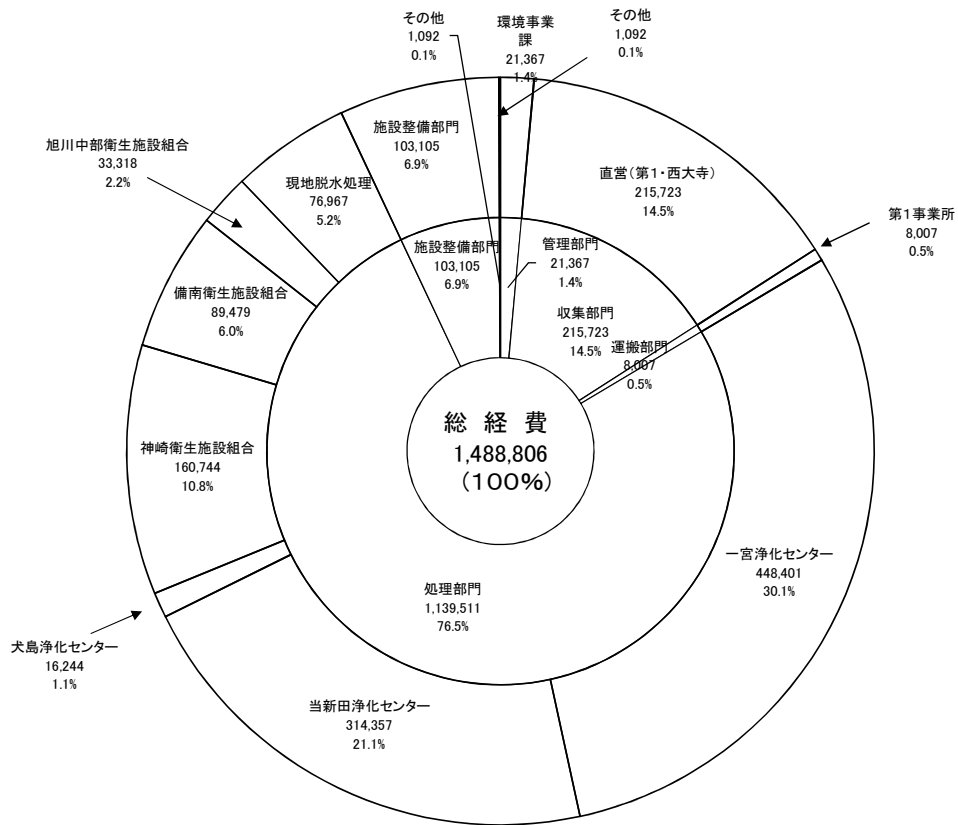 その他
1,092
0.1%
環境事業
課
21,367
1.4%
その他
1,092
0.1%
直営(第1・西大寺)
215,723
14.5%
第1事業所
8,007
0.5%
施設整備部門
103,105
6.9%
現地脱水処理
76,967
5.2%
旭川中部衛生施設組合
33,318
2.2%
備南衛生施設組合
89,479
6.0%
神崎衛生施設組合
160,744
10.8%
犬島浄化センター
16,244
1.1%
当新田浄化センター
314,357
21.1%
一宮浄化センター
448,401
30.1%
施設整備部門
103,105
6.9%
管理部門
21,367
1.4%
収集部門
215,723
14.5%
運搬部門
8,007
0.5%
処理部門
1,139,511
76.5%
総 経 費
1,488,806
(100%)